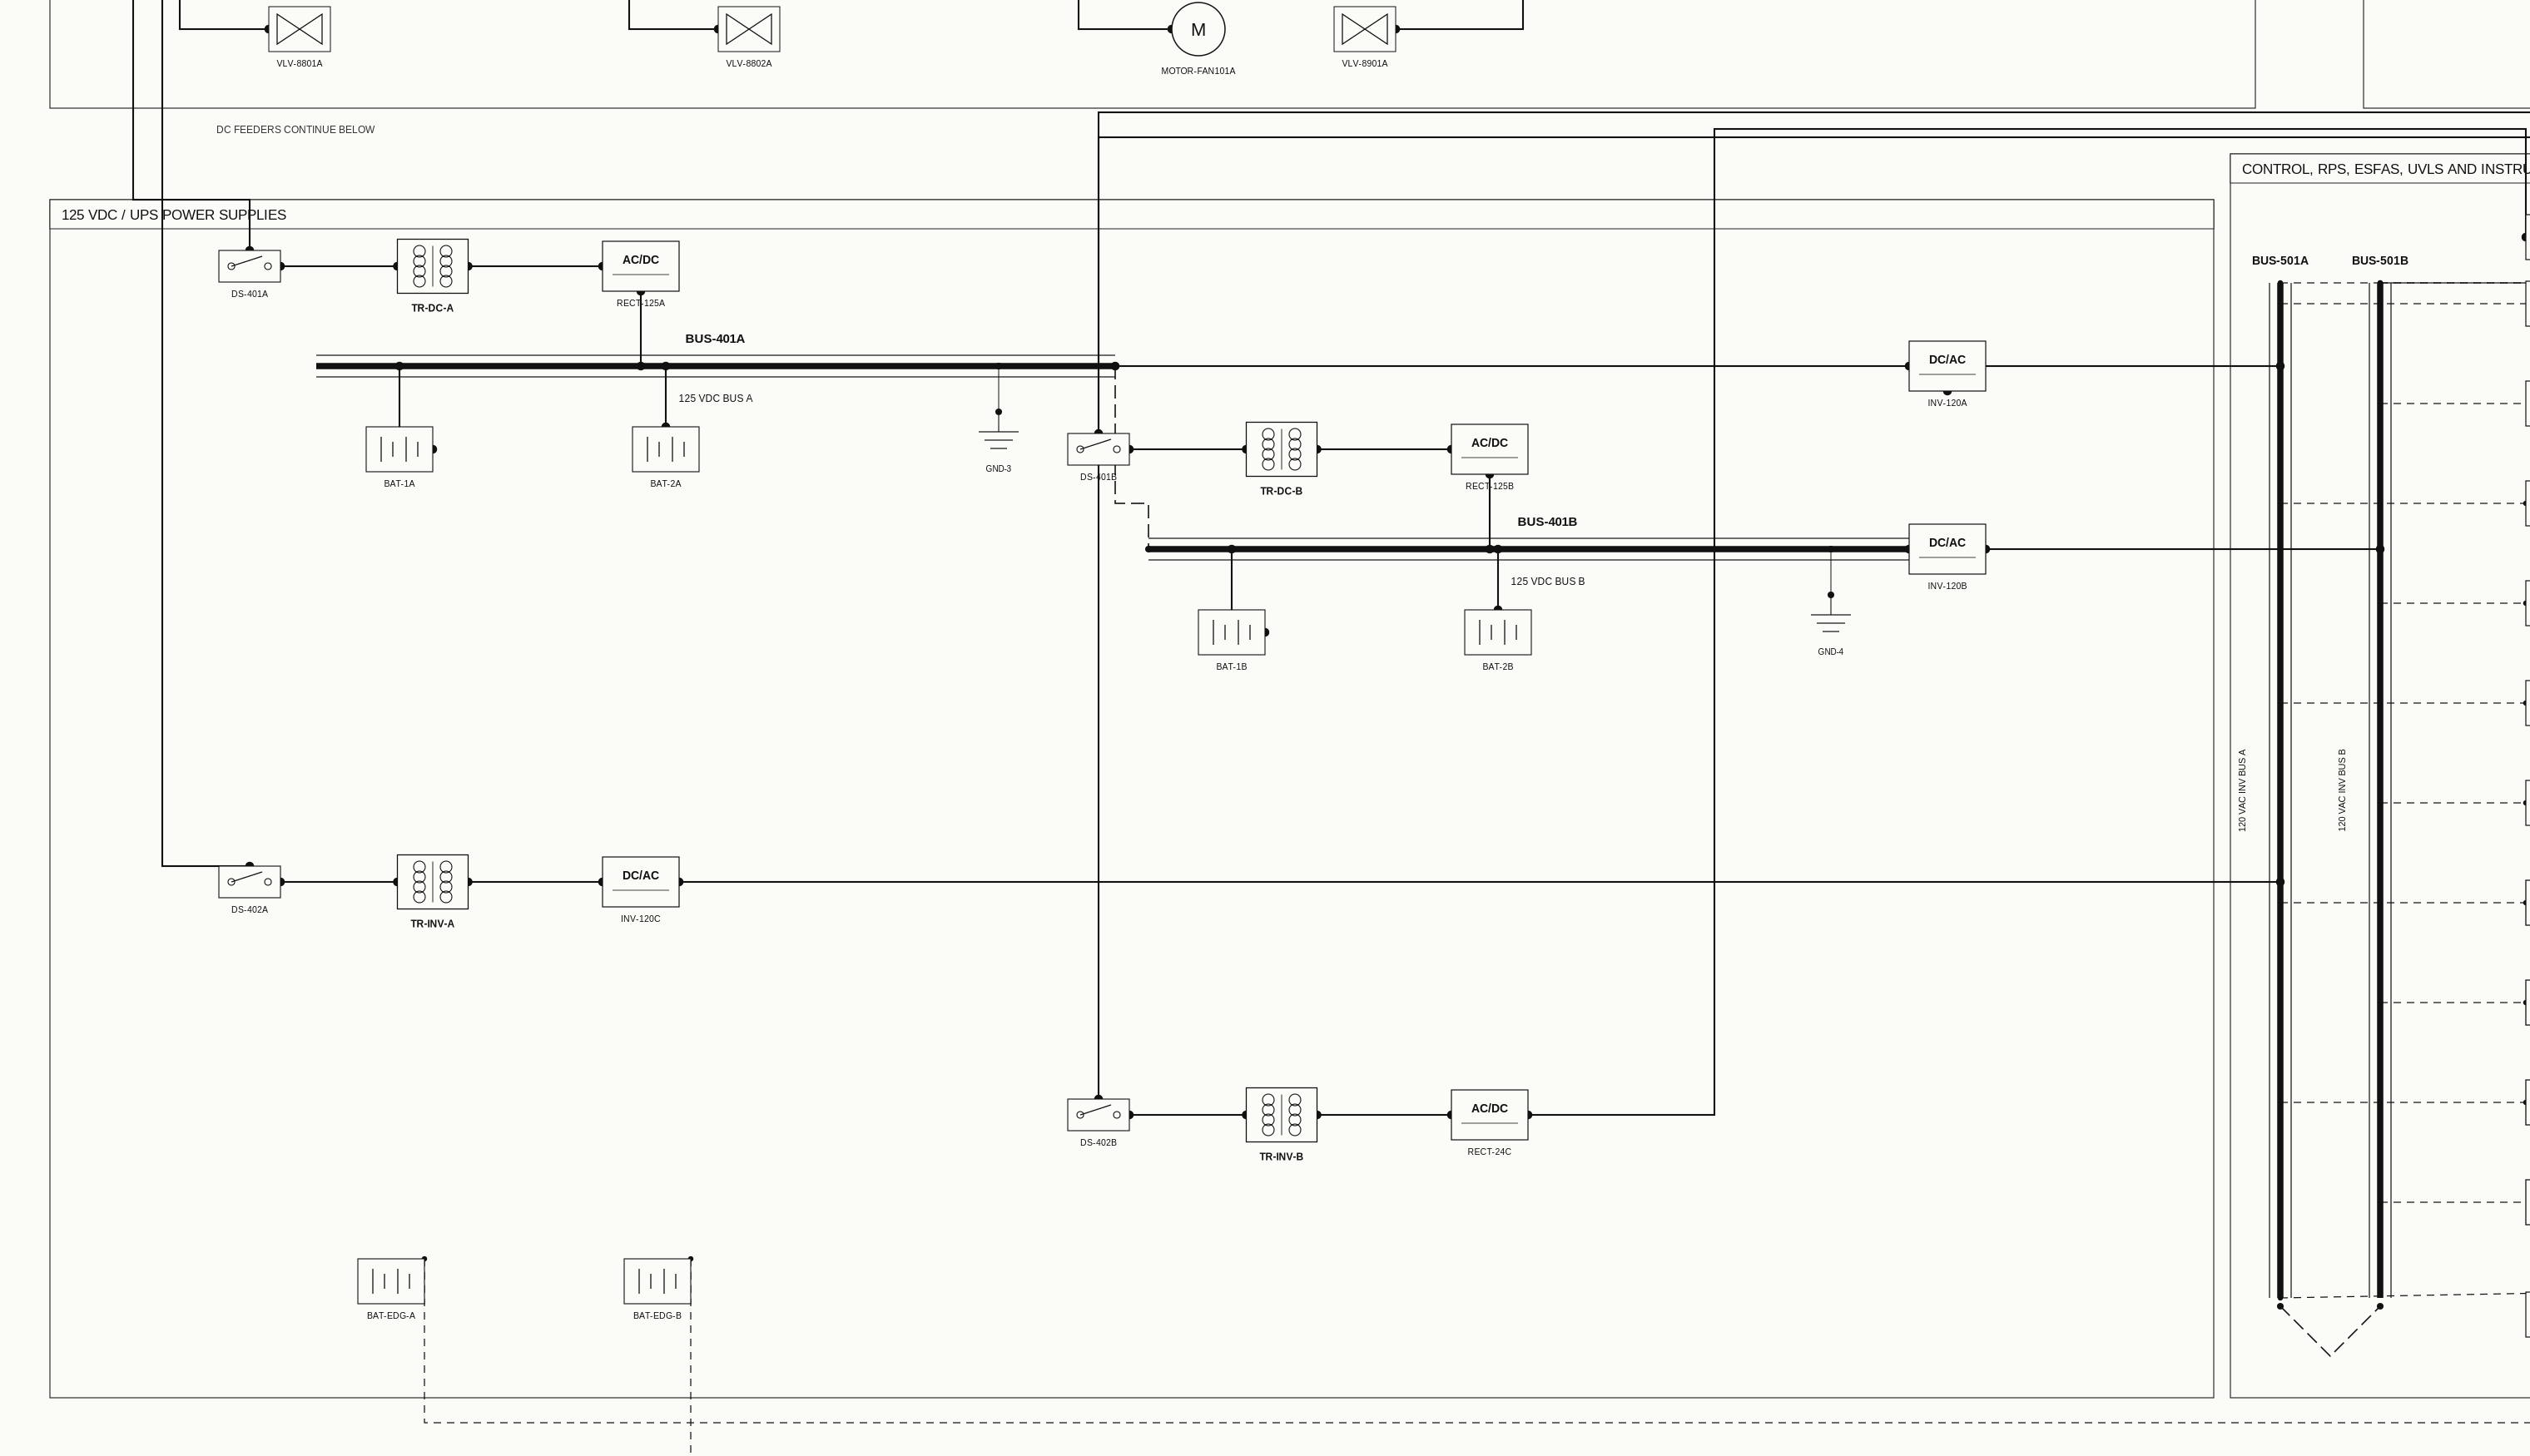 M
VLV-8801A
VLV-8802A
MOTOR-FAN101A
VLV-8901A
DC FEEDERS CONTINUE BELOW
125 VDC / UPS POWER SUPPLIES
CONTROL, RPS, ESFAS, UVLS AND
DS-401A
TR-DC-A
AC/DC
RECT-125A
BUS-401A
125 VDC BUS A
BAT-1A
BAT-2A
GND-3
DS-401B
TR-DC-B
AC/DC
RECT-125B
BUS-401B
125 VDC BUS B
BAT-1B
BAT-2B
GND-4
DC/AC
INV-120A
DC/AC
INV-120B
BUS-501A
BUS-501B
120 VAC INV BUS A
120 VAC INV BUS B
DS-402A
TR-INV-A
DC/AC
INV-120C
DS-402B
TR-INV-B
AC/DC
RECT-24C
BAT-EDG-A
BAT-EDG-B